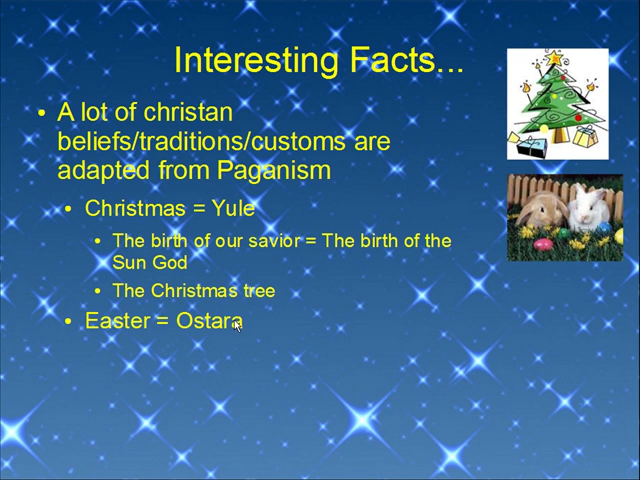 Interesting Facts...
• A lot of christan
beliefs/traditions/customs are
adapted from Paganism
• Christmas = Yule
• The birth of our savior = The birth of the
Sun God
• The Christmas tree
• Easter = Ostara